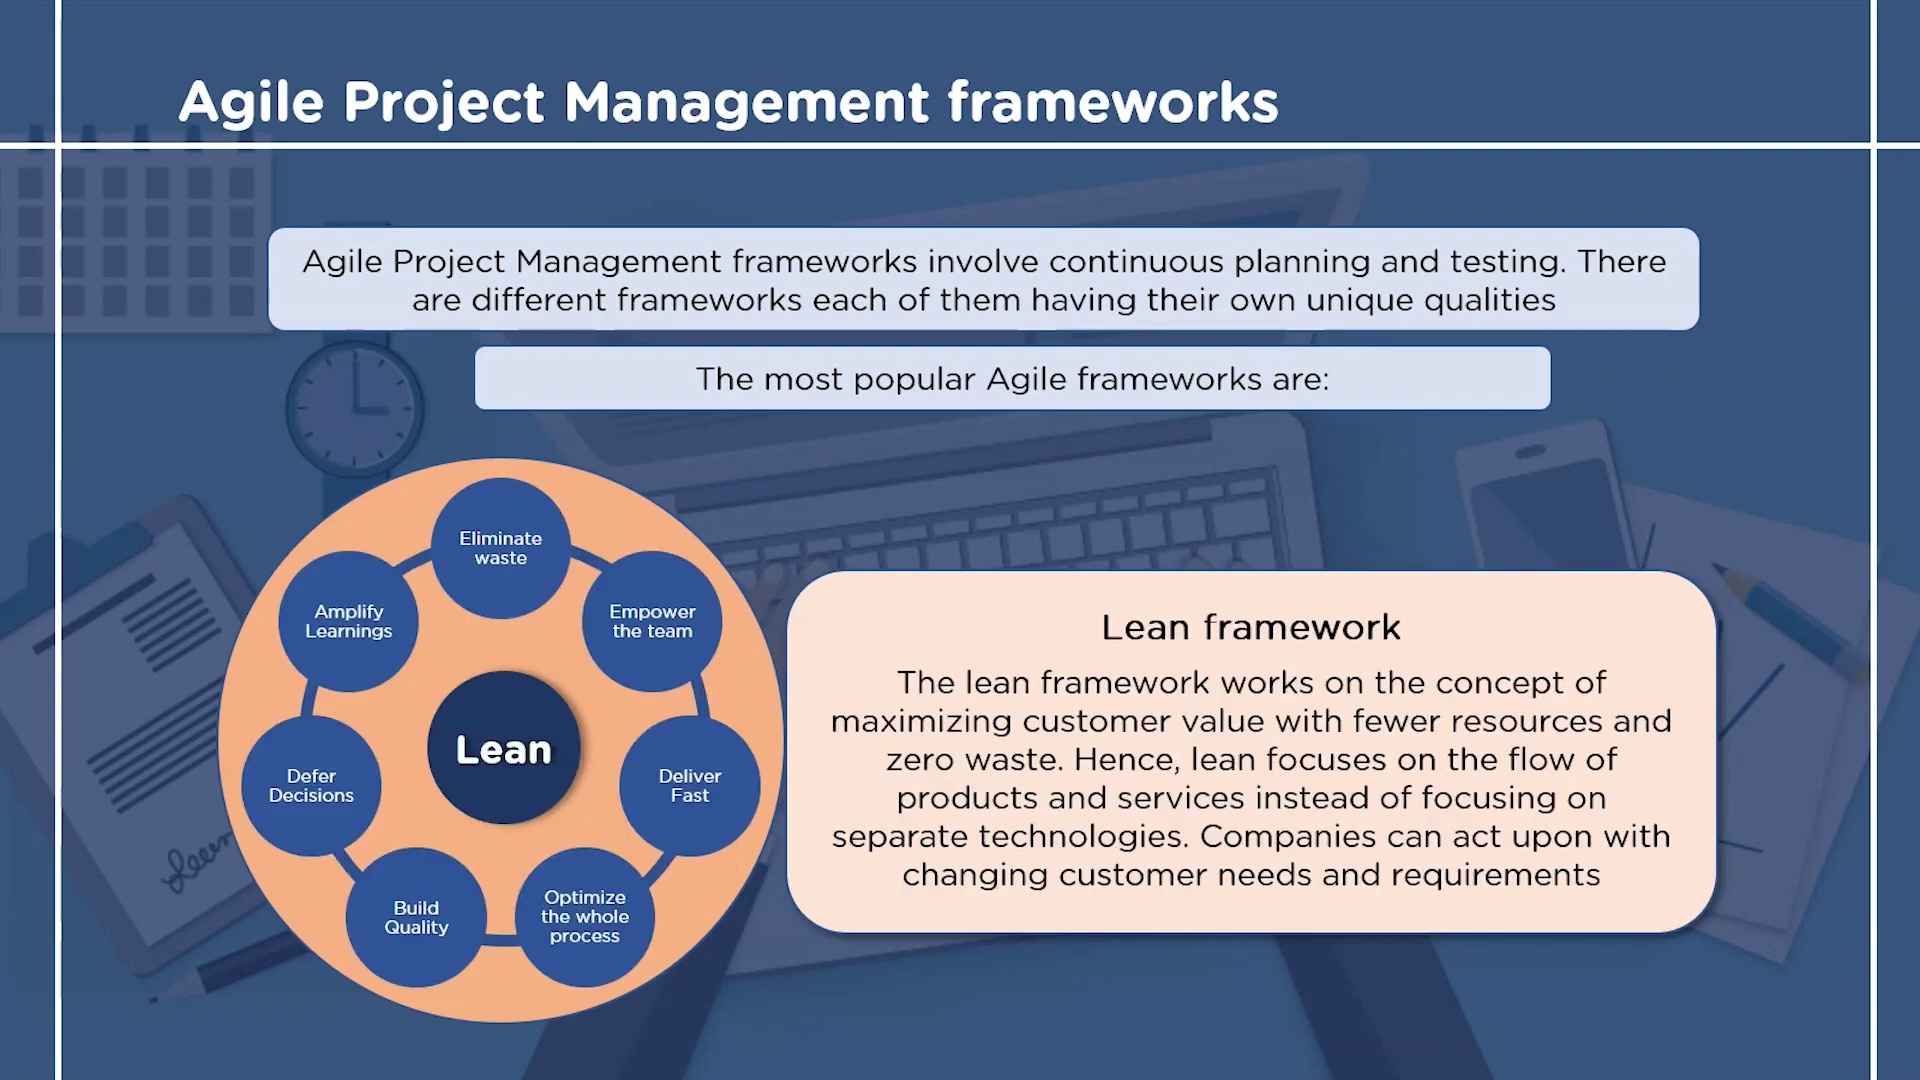 Agile Project Management frameworks
Agile Project Management frameworks involve continuous planning and testing. There
are different frameworks each of them having their own unique qualities
The most popular Agile frameworks are:
Eliminate
waste
Empower
the team
Deliver
Fast
Optimize
the whole
process
Build
Quality
Defer
Decisions
Amplify
Learnings
Lean
Lean framework
The lean framework works on the concept of
maximizing customer value with fewer resources and
zero waste. Hence, lean focuses on the flow of
products and services instead of focusing on
separate technologies. Companies can act upon with
changing customer needs and requirements